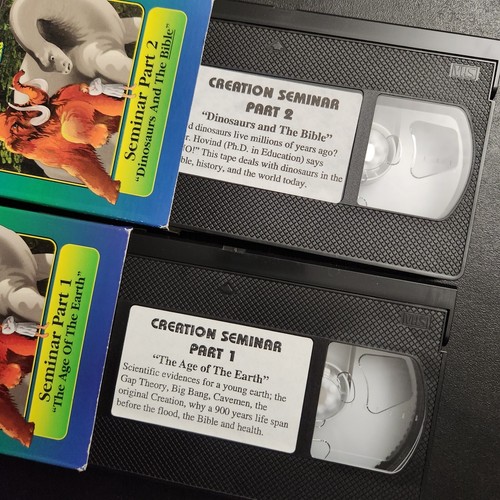 Seminar Part 2
"Dinosaurs And The Bible"
CREATION SEMINAR
PART 2
"Dinosaurs and The Bible"
d dinosaurs live millions of years ago?
r. Hovind (Ph.D. in Education) says
O!" This tape deals with dinosaurs in the
ble, history, and the world today.
VHS
Seminar Part 1
"The Age Of The Earth"
CREATION SEMINAR
PART 1
"The Age of The Earth"
Scientific evidences for a young earth; the
Gap Theory, Big Bang, Cavemen, the
original Creation, why a 900 years life span
before the flood, the Bible and health.